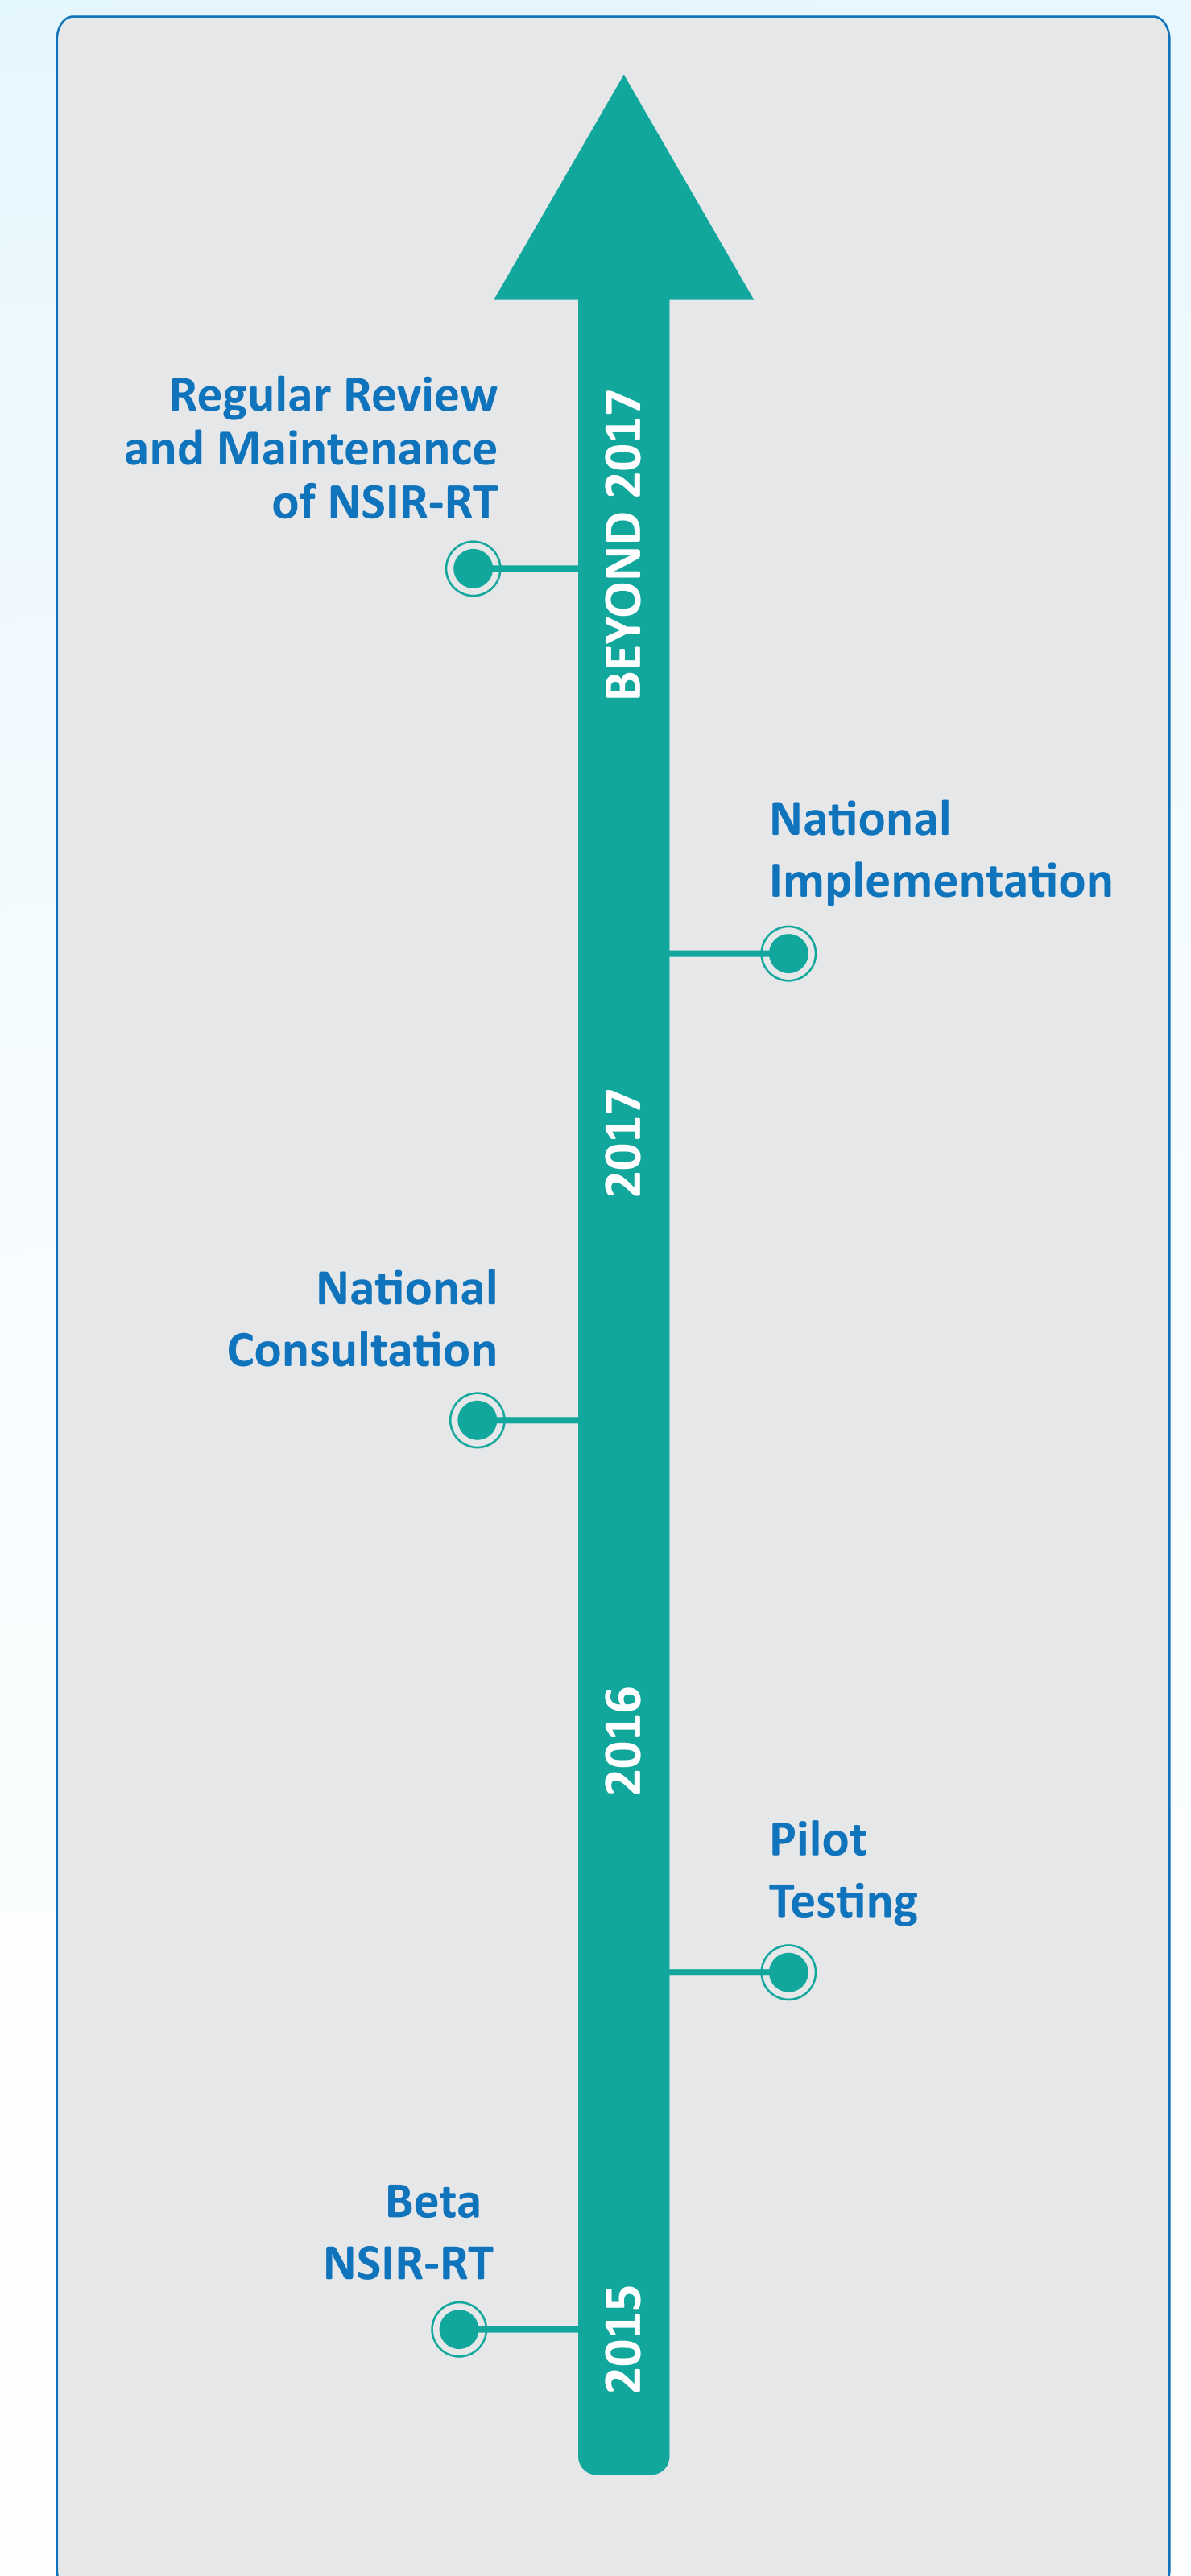 Regular Review
and Maintenance
of NSIR-RT
BEYOND 2017
National
Implementation
2017
National
Consultation
2016
Pilot
Testing
Beta
NSIR-RT
2015